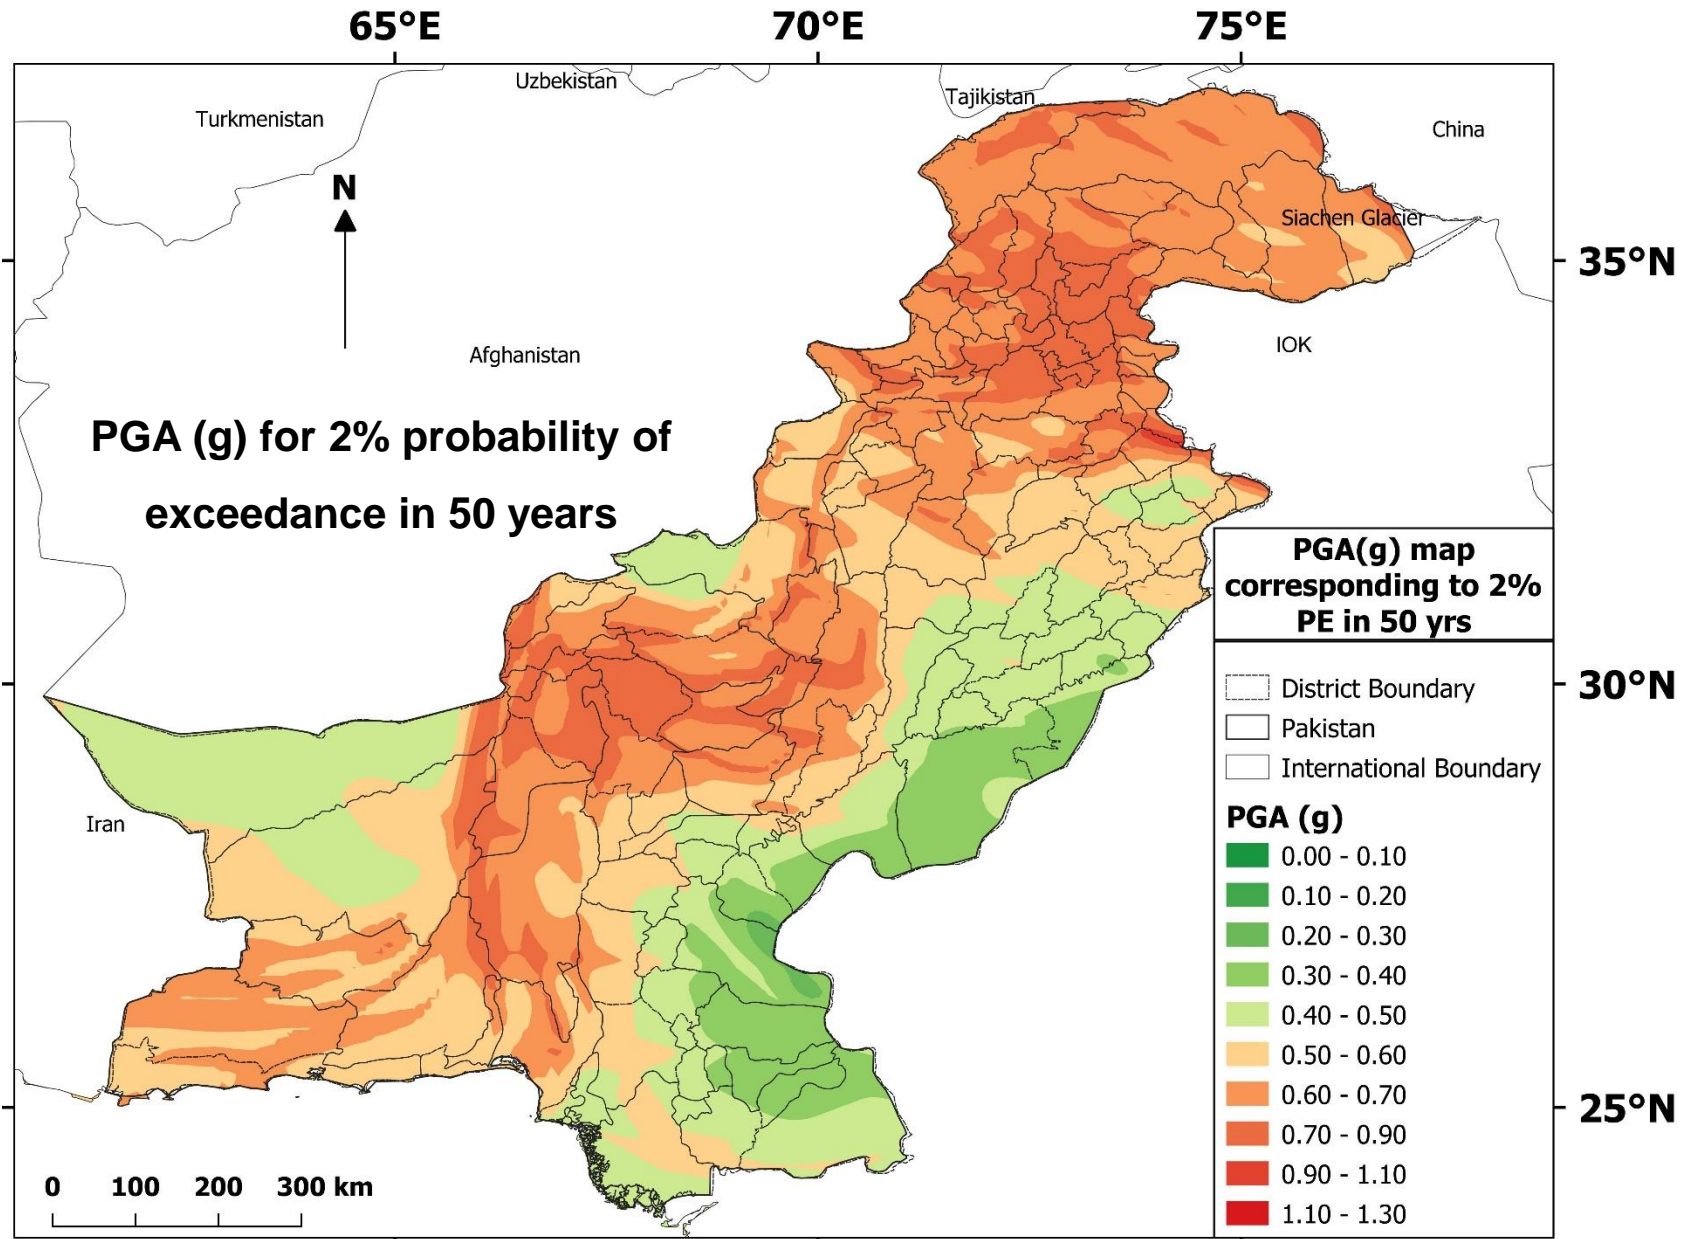 65°E
70°E
75°E
Uzbekistan
Tajikistan
Turkmenistan
China
N
Siachen Glacier
35°N
IOK
Afghanistan
PGA (g) for 2% probability of
exceedance in 50 years
PGA(g) map
corresponding to 2%
PE in 50 yrs
30°N
District Boundary
Pakistan
International Boundary
Iran
PGA (g)
0.00 - 0.10
0.10 - 0.20
0.20 - 0.30
0.30 - 0.40
0.40 - 0.50
0.50 - 0.60
0.60 - 0.70
0.70 - 0.90
0.90 - 1.10
1.10 - 1.30
25°N
0 100 200 300 km